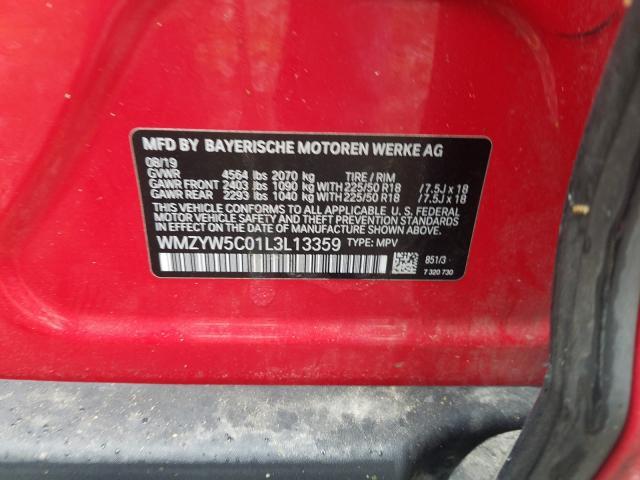 MFD BY BAYERISCHE MOTOREN WERKE AG
08/19
GVWR 4564 lbs 2070 kg TIRE / RIM
GAWR FRONT 2403 lbs 1090 kg WITH 225/50 R18 / 7.5J x 18
GAWR REAR 2293 lbs 1040 kg WITH 225/50 R18 / 7.5J x 18
THIS VEHICLE CONFORMS TO ALL APPLICABLE U. S. FEDERAL
MOTOR VEHICLE SAFETY AND THEFT PREVENTION STANDARDS
IN EFFECT ON THE DATE OF MANUFACTURE SHOWN ABOVE.
WMZYW5C01L3L13359 TYPE: MPV
851/3
7 320 730